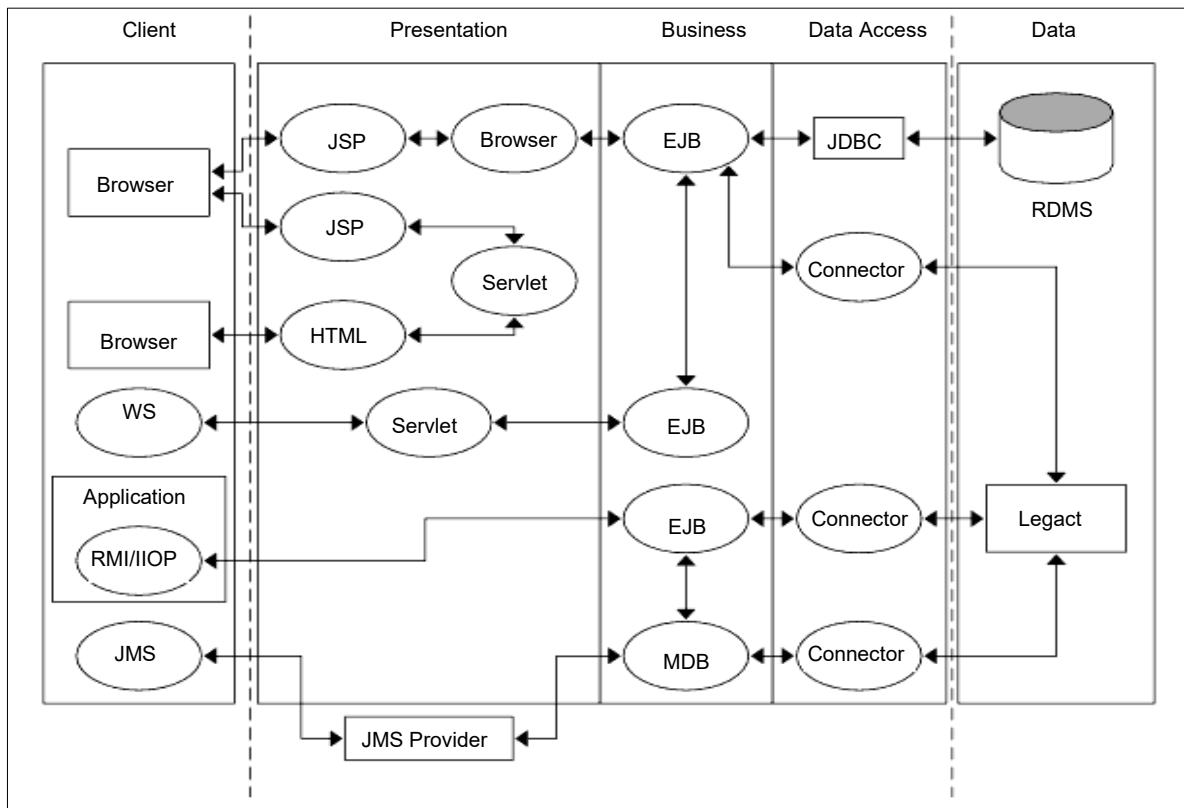 Client
Presentation
Business
Data Access
Data
JSP
Browser
EJB
JDBC
Browser
RDMS
JSP
Servlet
Connector
Browser
HTML
WS
Servlet
EJB
Application
RMI/IIOP
EJB
Connector
Legact
JMS
MDB
Connector
JMS Provider